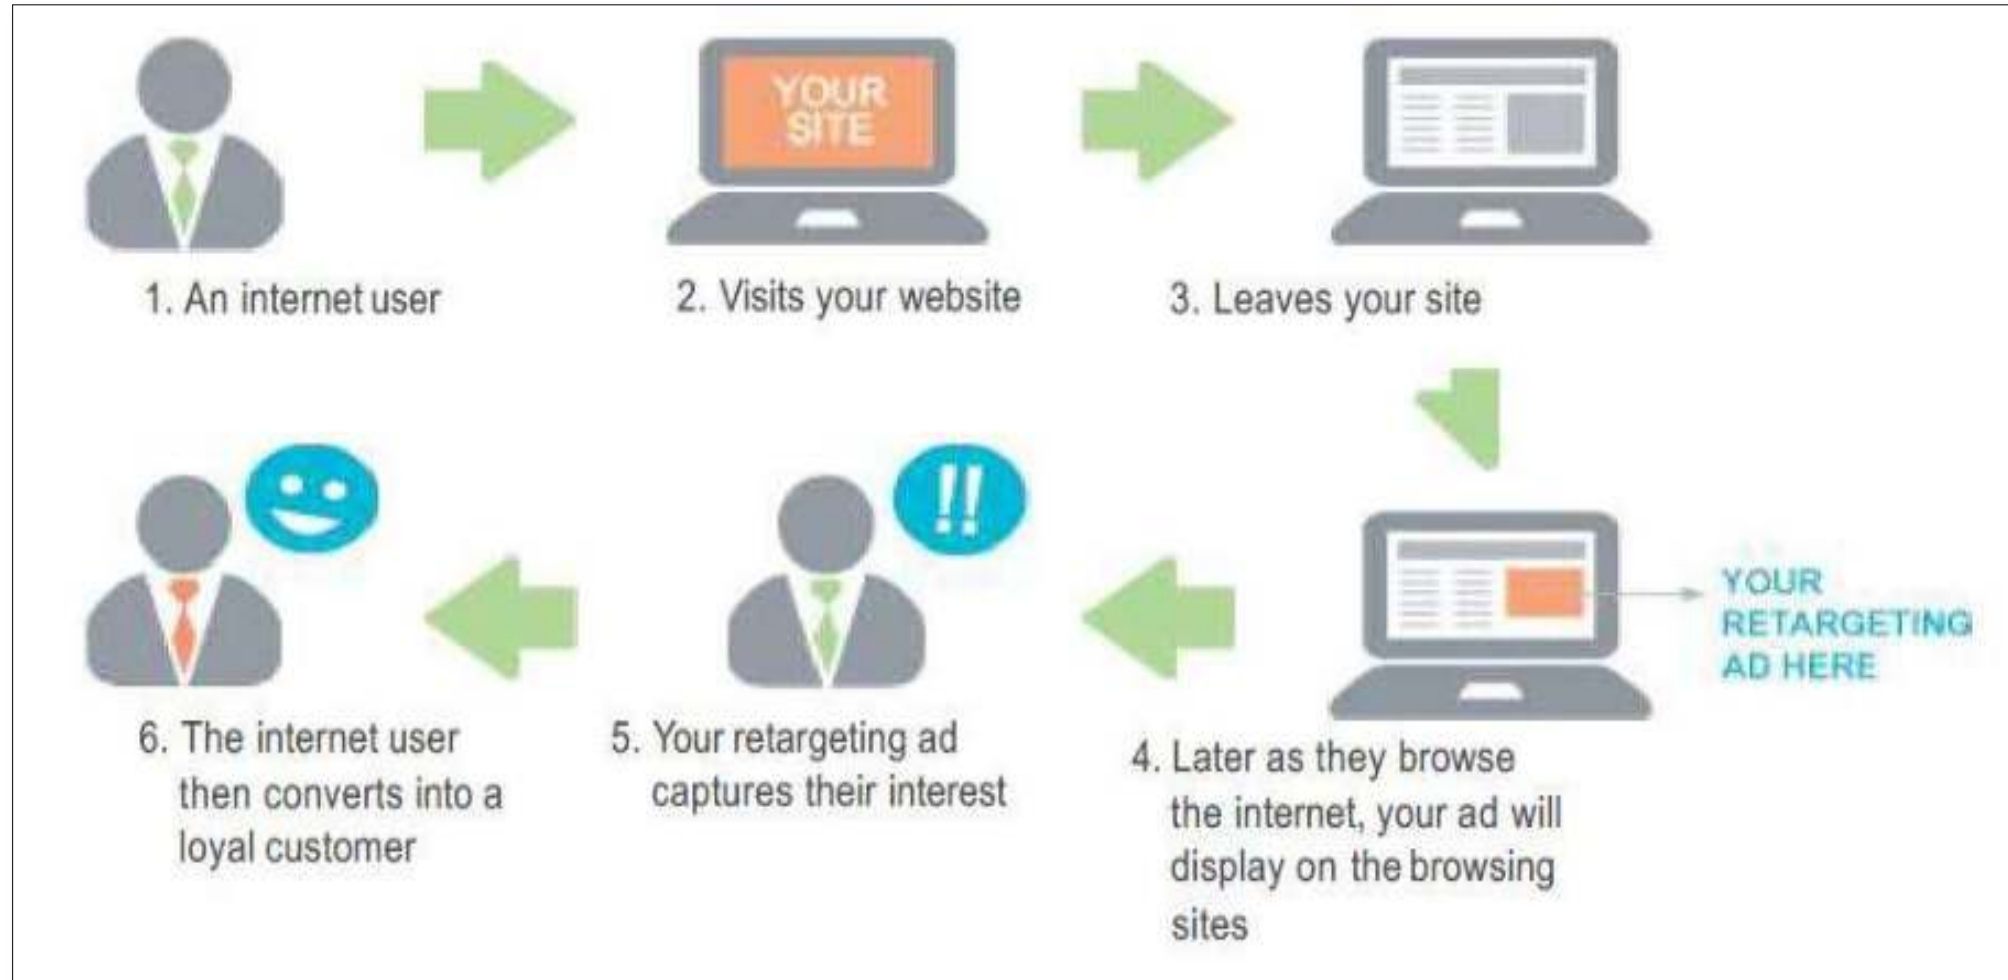 YOUR
SITE
1. An internet user
2. Visits your website
3. Leaves your site
YOUR
RETARGETING
AD HERE
4. Later as they browse
the internet, your ad will
display on the browsing
sites
!!
5. Your retargeting ad
captures their interest
6. The internet user
then converts into a
loyal customer